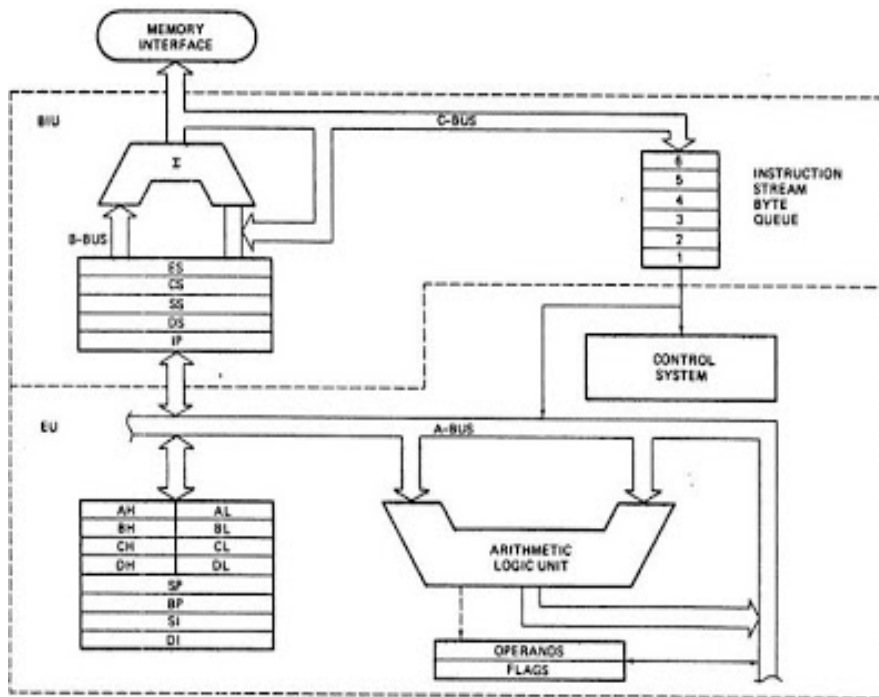 MEMORY
INTERFACE
BIU
C-BUS
Σ
B-BUS
6
5
4
3
2
1
INSTRUCTION
STREAM
BYTE
QUEUE
ES
CS
SS
DS
IP
CONTROL
SYSTEM
EU
A-BUS
AH AL
BH BL
CH CL
DH DL
SP
BP
SI
DI
ARITHMETIC
LOGIC UNIT
OPERANDS
FLAGS